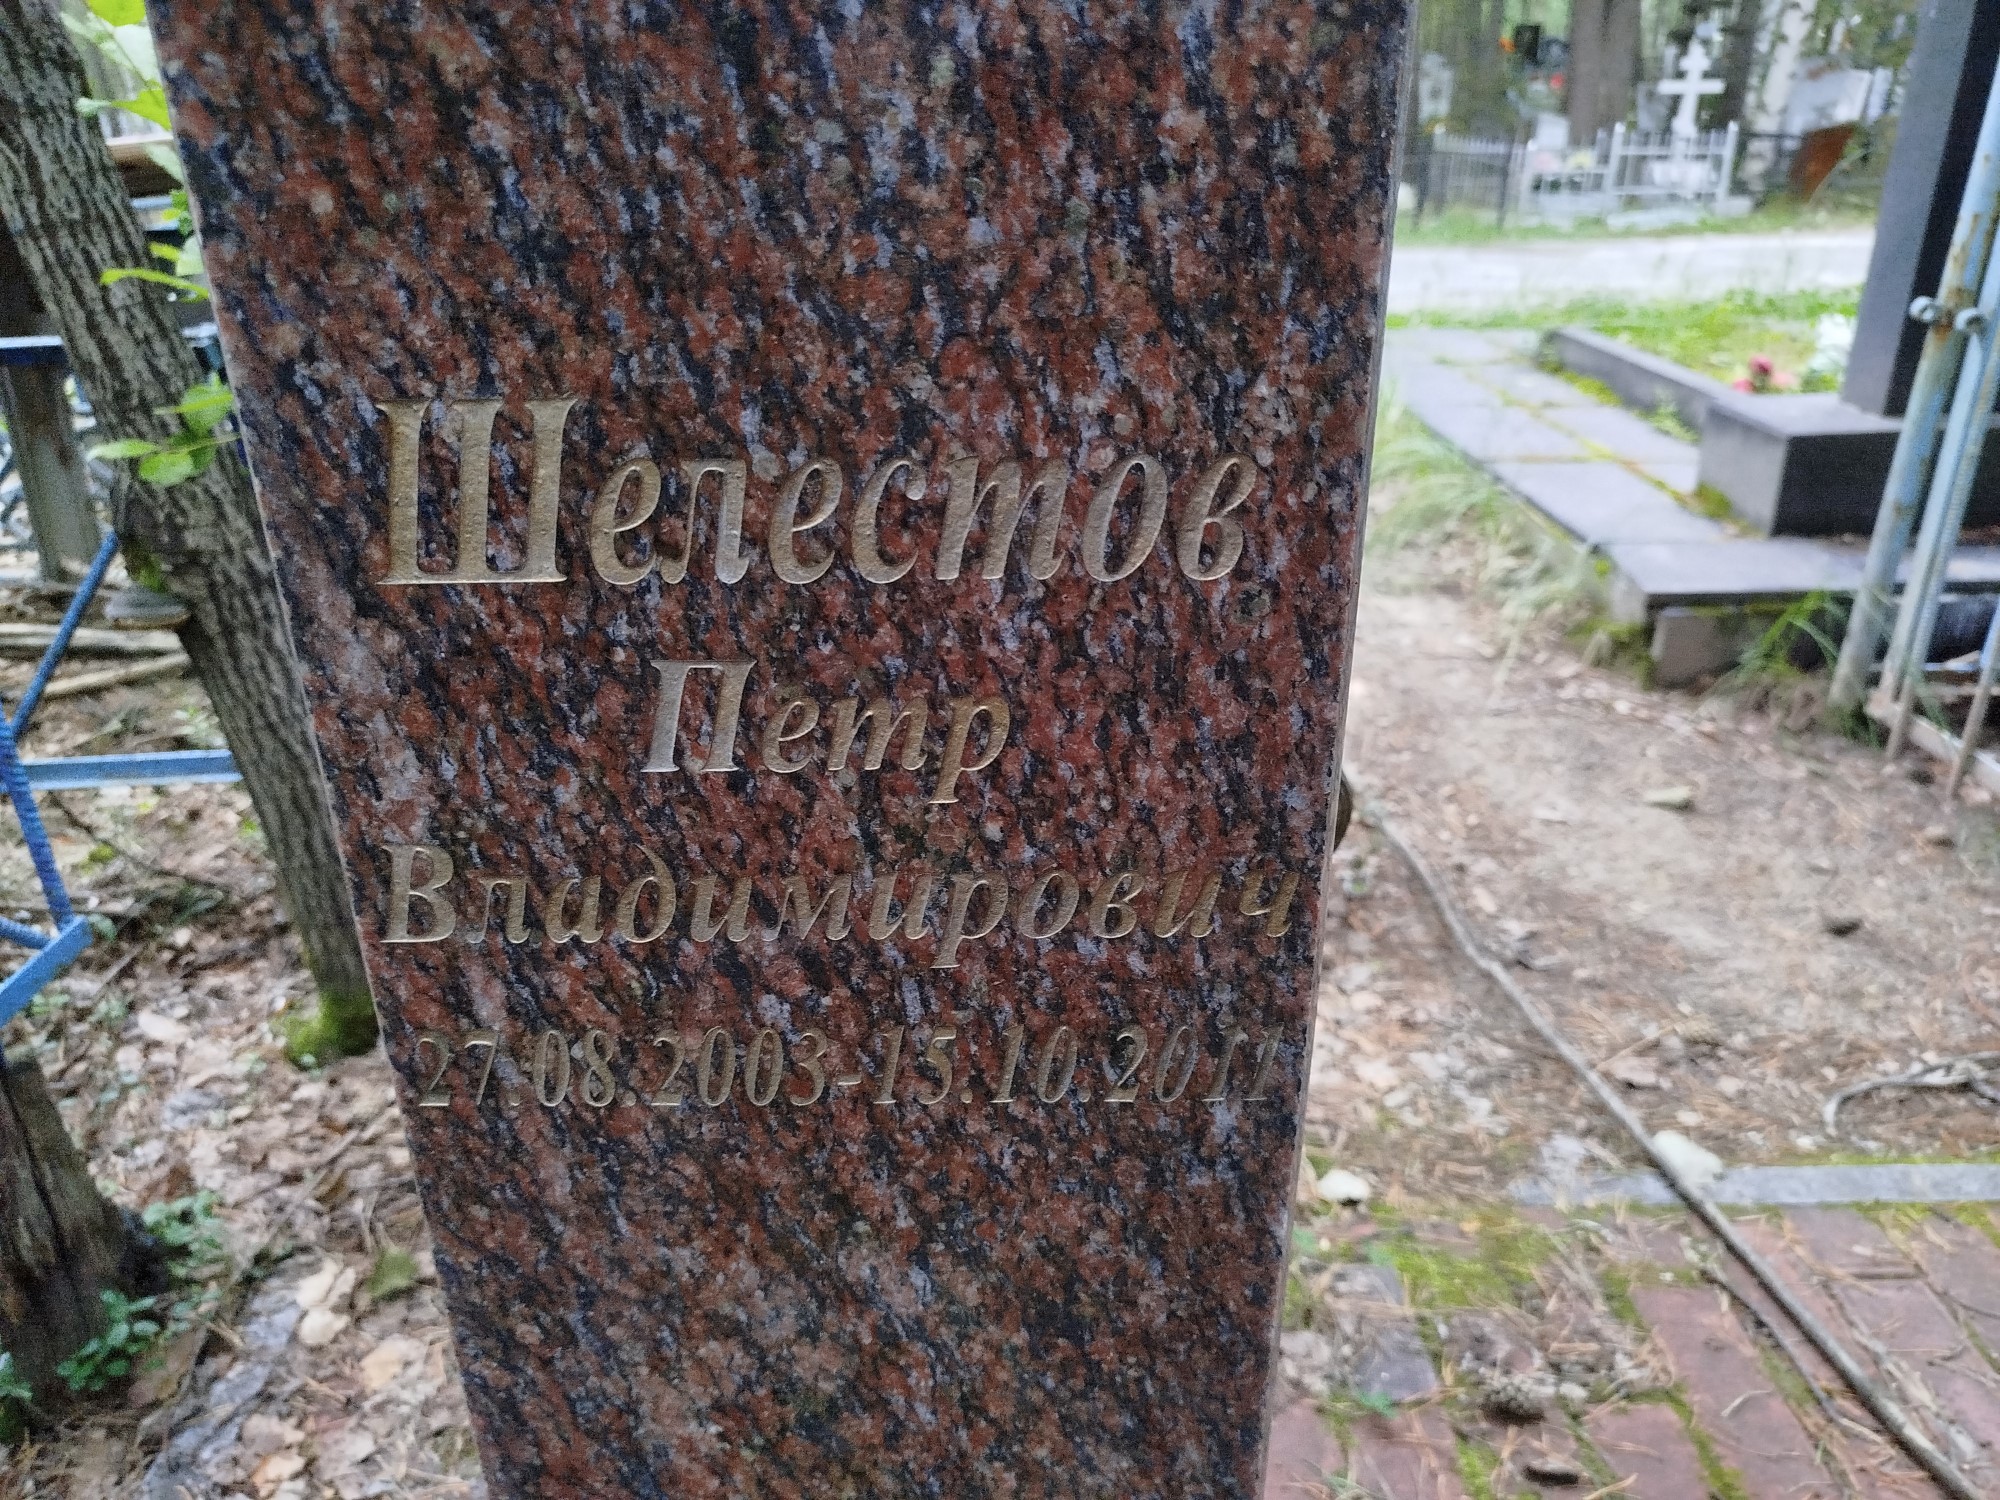 Шелестов
Петр
Владимирович
27.08.2003-15.10.2011